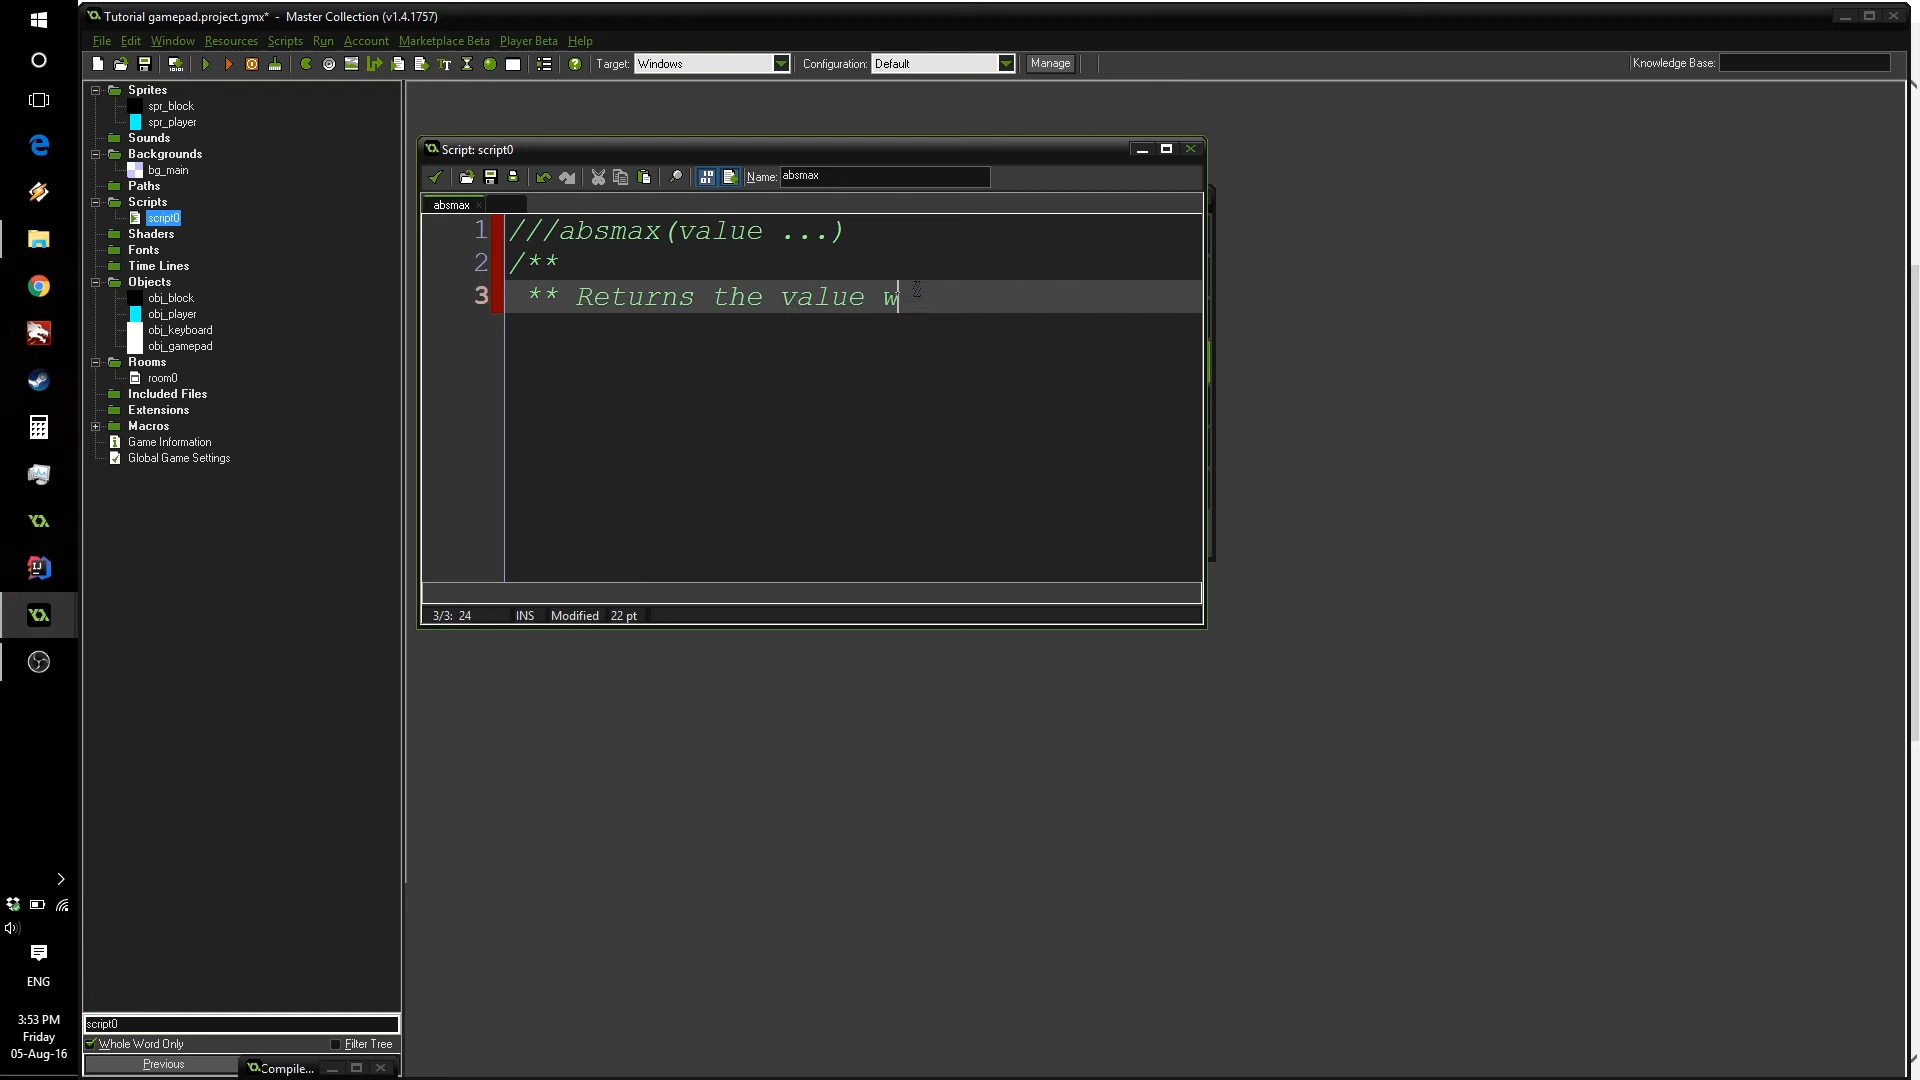 Tutorial gamepad.project.gmx*  -  Master Collection (v1.4.1757)
File Edit Window Resources Scripts Run Account Marketplace Beta Player Beta Help
Target: Windows Configuration: Default Manage Knowledge Base:
Sprites
spr_block
spr_player
Sounds
Backgrounds
bg_main
Paths
Scripts
script0
Shaders
Fonts
Time Lines
Objects
obj_block
obj_player
obj_keyboard
obj_gamepad
Rooms
room0
Included Files
Extensions
Macros
Game Information
Global Game Settings
Script: script0
Name: absmax
absmax
1 ///absmax(value ...)
2 /**
3  ** Returns the value w
3/3: 24 INS Modified 22 pt
script0
Whole Word Only Filter Tree
Previous
Compile...
ENG
3:53 PM
Friday
05-Aug-16